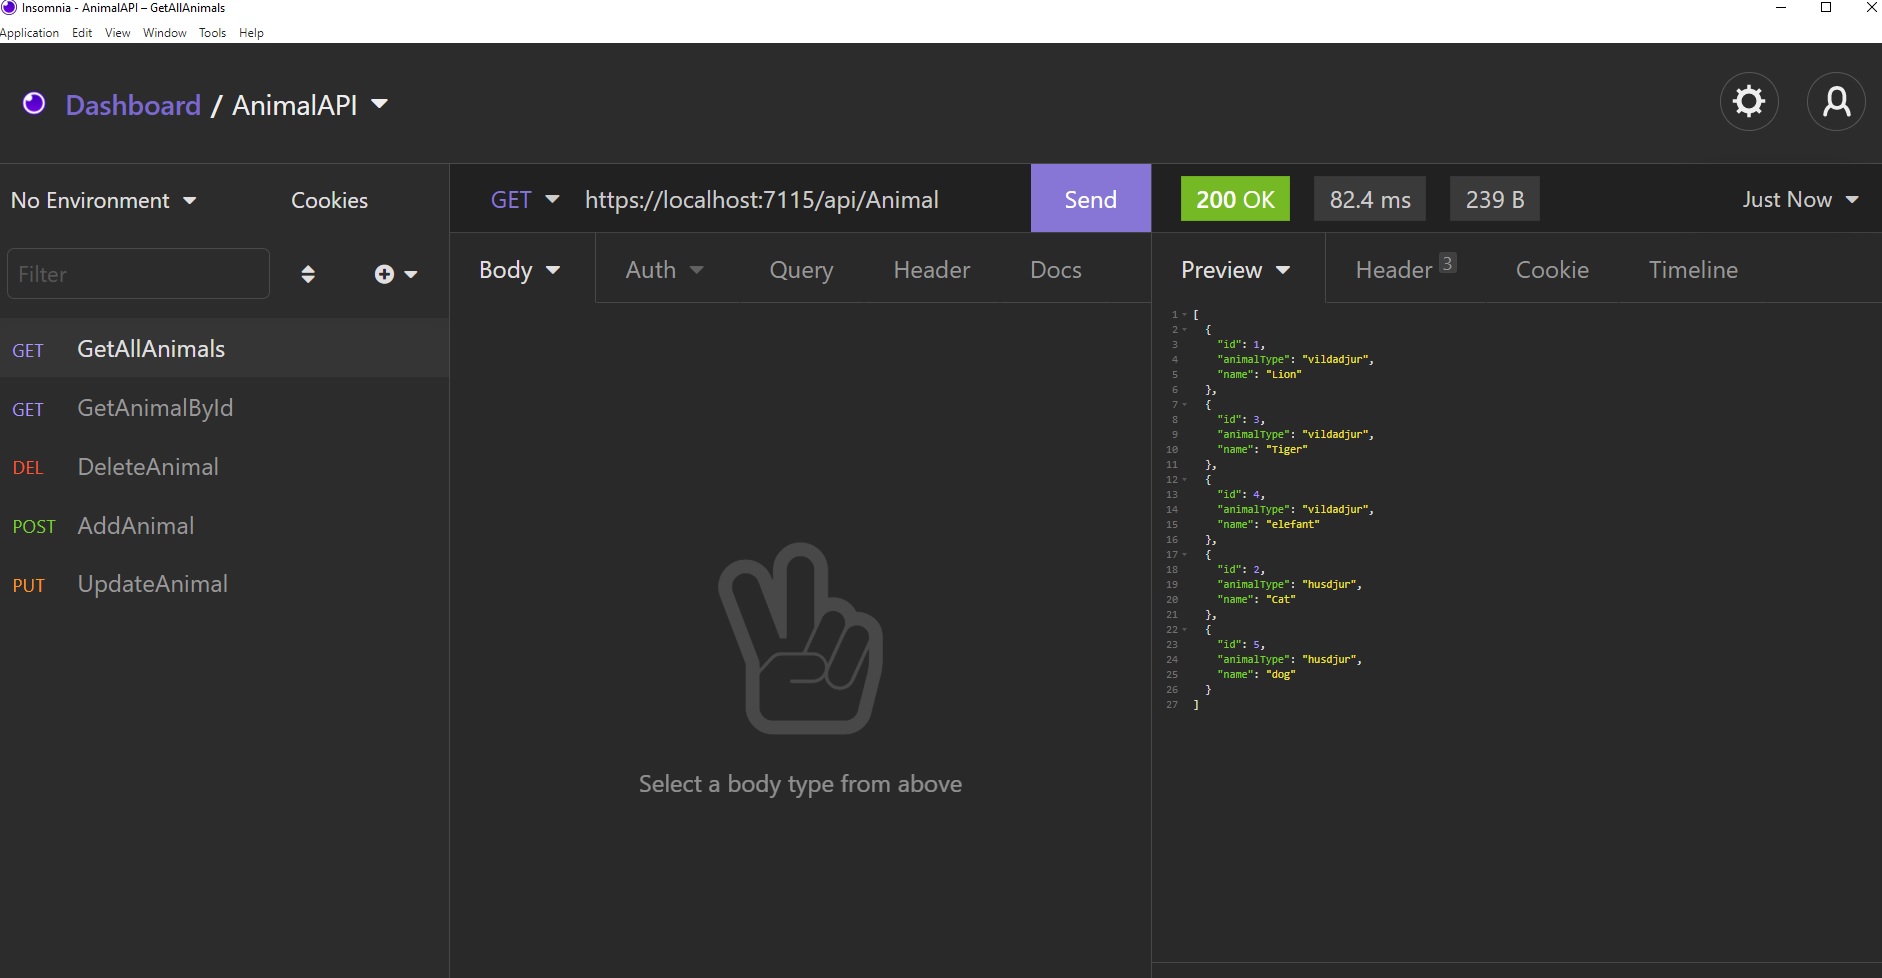 Insomnia - AnimalAPI – GetAllAnimals
Application Edit View Window Tools Help
Dashboard / AnimalAPI
No Environment Cookies
Filter
GET GetAllAnimals
GET GetAnimalById
DEL DeleteAnimal
POST AddAnimal
PUT UpdateAnimal
GET https://localhost:7115/api/Animal Send
Body Auth Query Header Docs
Select a body type from above
200 OK 82.4 ms 239 B Just Now
Preview Header 3 Cookie Timeline
1 [
2 {
3 "id": 1,
4 "animalType": "vildadjur",
5 "name": "Lion"
6 },
7 {
8 "id": 3,
9 "animalType": "vildadjur",
10 "name": "Tiger"
11 },
12 {
13 "id": 4,
14 "animalType": "vildadjur",
15 "name": "elefant"
16 },
17 {
18 "id": 2,
19 "animalType": "husdjur",
20 "name": "Cat"
21 },
22 {
23 "id": 5,
24 "animalType": "husdjur",
25 "name": "dog"
26 }
27 ]